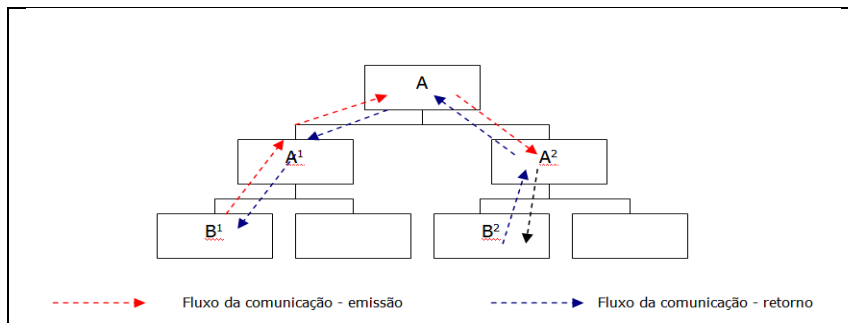 A
A¹
A²
B¹
B²
Fluxo da comunicação - emissão
Fluxo da comunicação - retorno